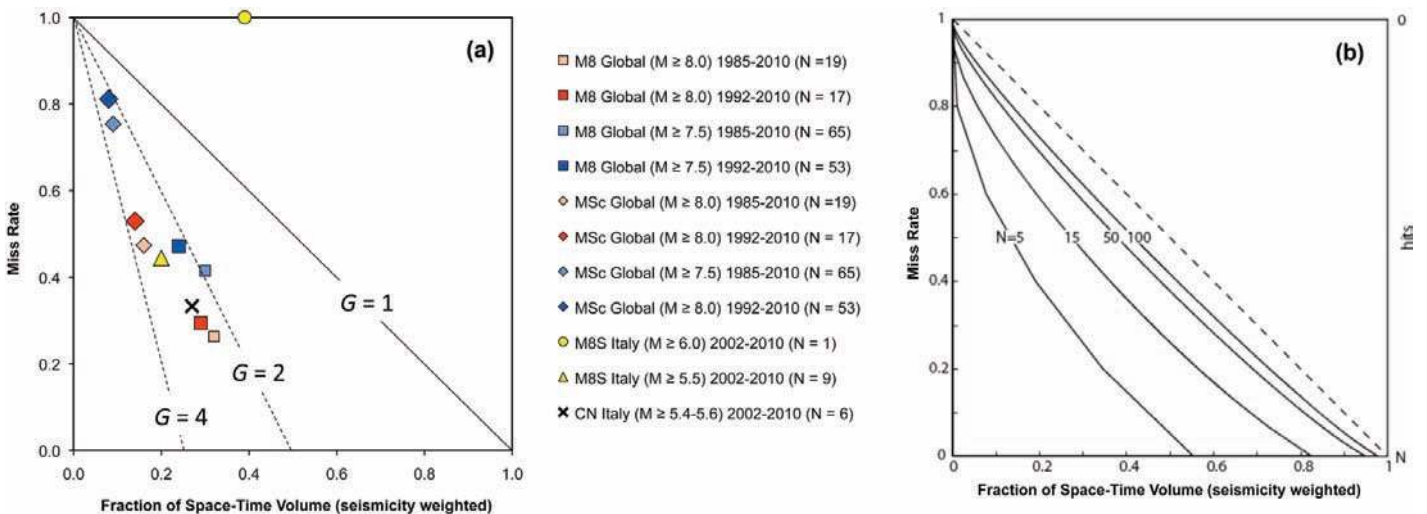 1.0
0.8
0.6
0.4
0.2
0.0
Miss Rate
0.0 0.2 0.4 0.6 0.8 1.0
Fraction of Space-Time Volume (seismicity weighted)
(a)
G = 1
G = 2
G = 4
M8 Global (M ≥ 8.0) 1985-2010 (N =19)
M8 Global (M ≥ 8.0) 1992-2010 (N = 17)
M8 Global (M ≥ 7.5) 1985-2010 (N = 65)
M8 Global (M ≥ 7.5) 1992-2010 (N = 53)
MSc Global (M ≥ 8.0) 1985-2010 (N =19)
MSc Global (M ≥ 8.0) 1992-2010 (N = 17)
MSc Global (M ≥ 7.5) 1985-2010 (N = 65)
MSc Global (M ≥ 8.0) 1992-2010 (N = 53)
M8S Italy (M ≥ 6.0) 2002-2010 (N = 1)
M8S Italy (M ≥ 5.5) 2002-2010 (N = 9)
CN Italy (M ≥ 5.4-5.6) 2002-2010 (N = 6)
1
0.8
0.6
0.4
0.2
0
Miss Rate
0 0.2 0.4 0.6 0.8 1
Fraction of Space-Time Volume (seismicity weighted)
(b)
N=5 15 50 100
0
hits
N